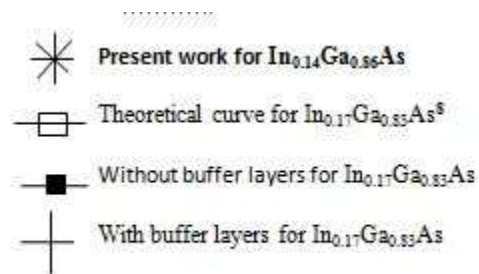 Present work for In₀.₁₄Ga₀.₈₆As
Theoretical curve for In₀.₁₇Ga₀.₈₃As⁸
Without buffer layers for In₀.₁₇Ga₀.₈₃As
With buffer layers for In₀.₁₇Ga₀.₈₃As